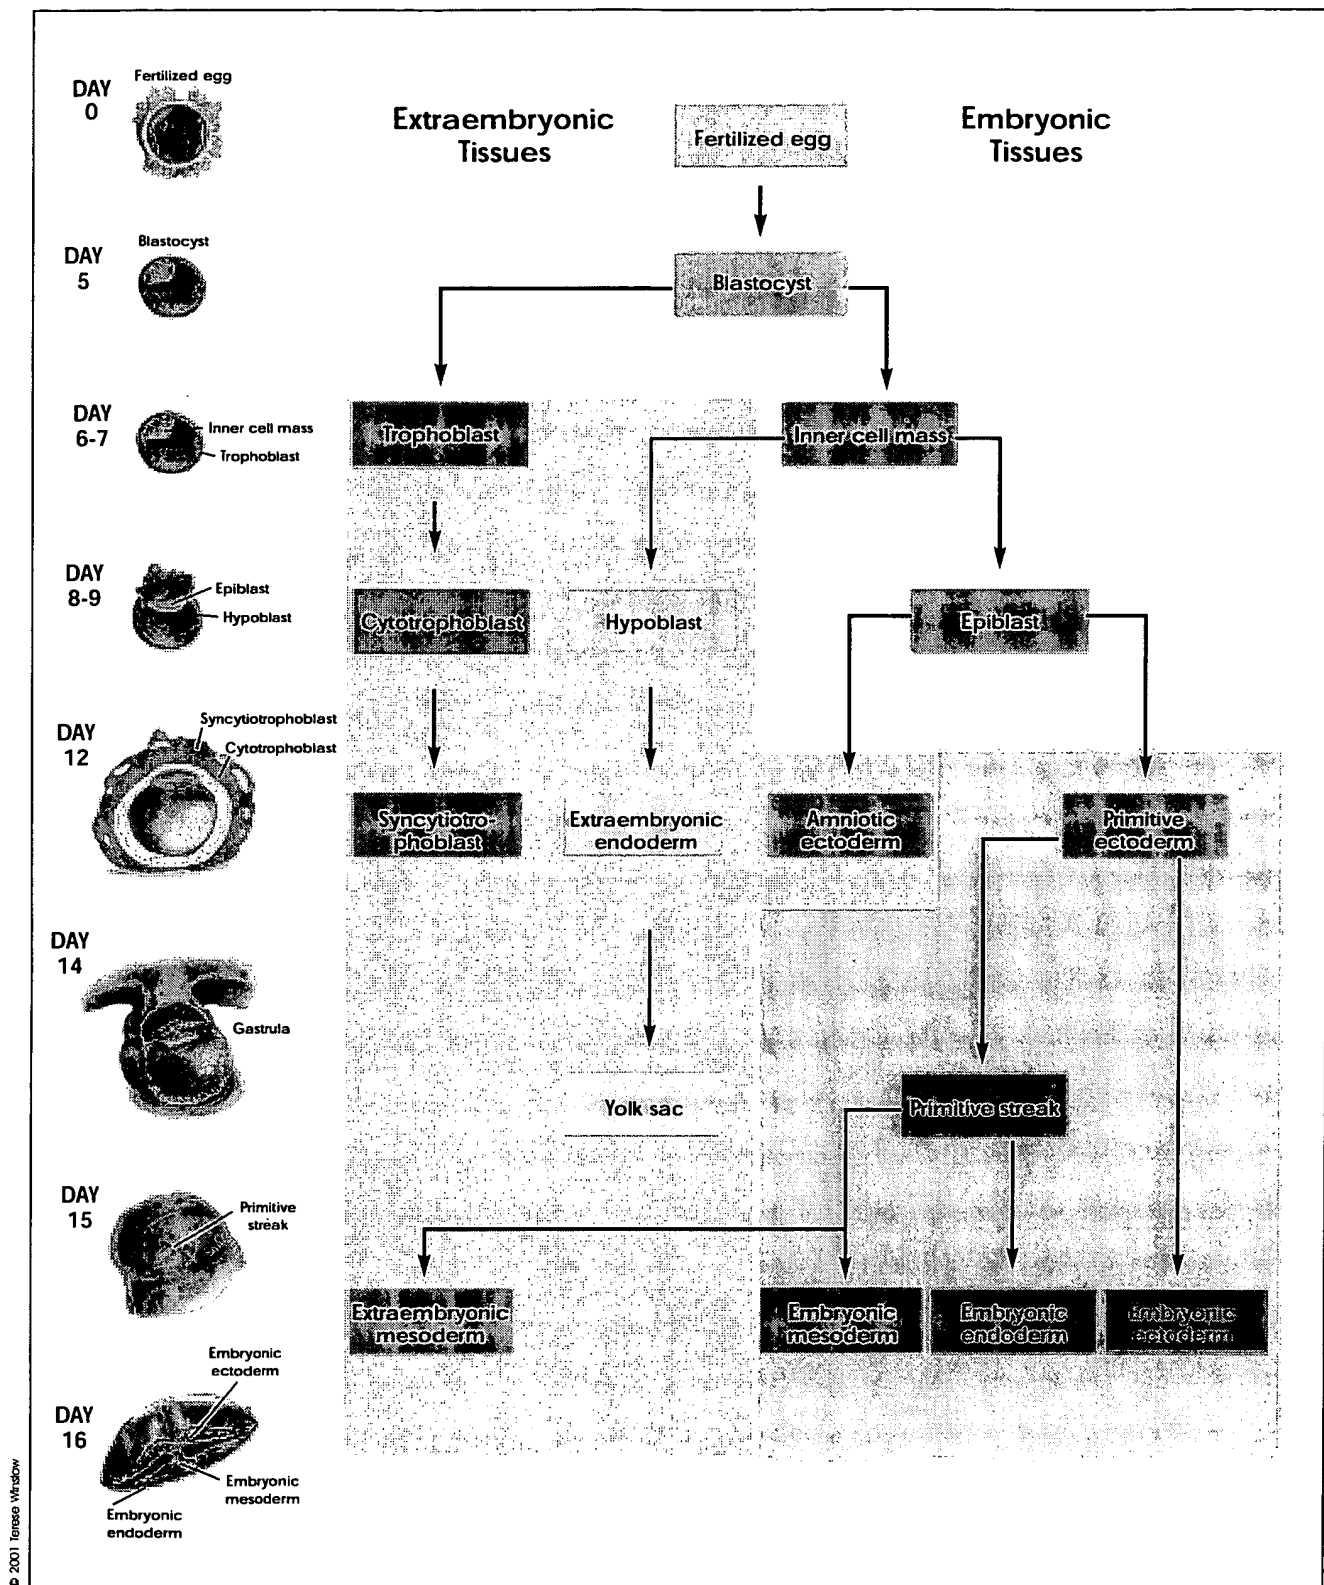 DAY
0
Fertilized egg
Extraembryonic
Tissues
Fertilized egg
Embryonic
Tissues
DAY
5
Blastocyst
Blastocyst
DAY
6-7
Inner cell mass
Trophoblast
Trophoblast
Inner cell mass
DAY
8-9
Epiblast
Hypoblast
Cytotrophoblast
Hypoblast
Epiblast
DAY
12
Syncytiotrophoblast
Cytotrophoblast
Syncytiotro-
phoblast
Extraembryonic
endoderm
Amniotic
ectoderm
Primitive
ectoderm
DAY
14
Gastrula
Yolk sac
Primitive streak
DAY
15
Primitive
streak
Extraembryonic
mesoderm
Embryonic
mesoderm
Embryonic
endoderm
Embryonic
ectoderm
DAY
16
Embryonic
ectoderm
Embryonic
mesoderm
Embryonic
endoderm
© 2001 Terese Winslow